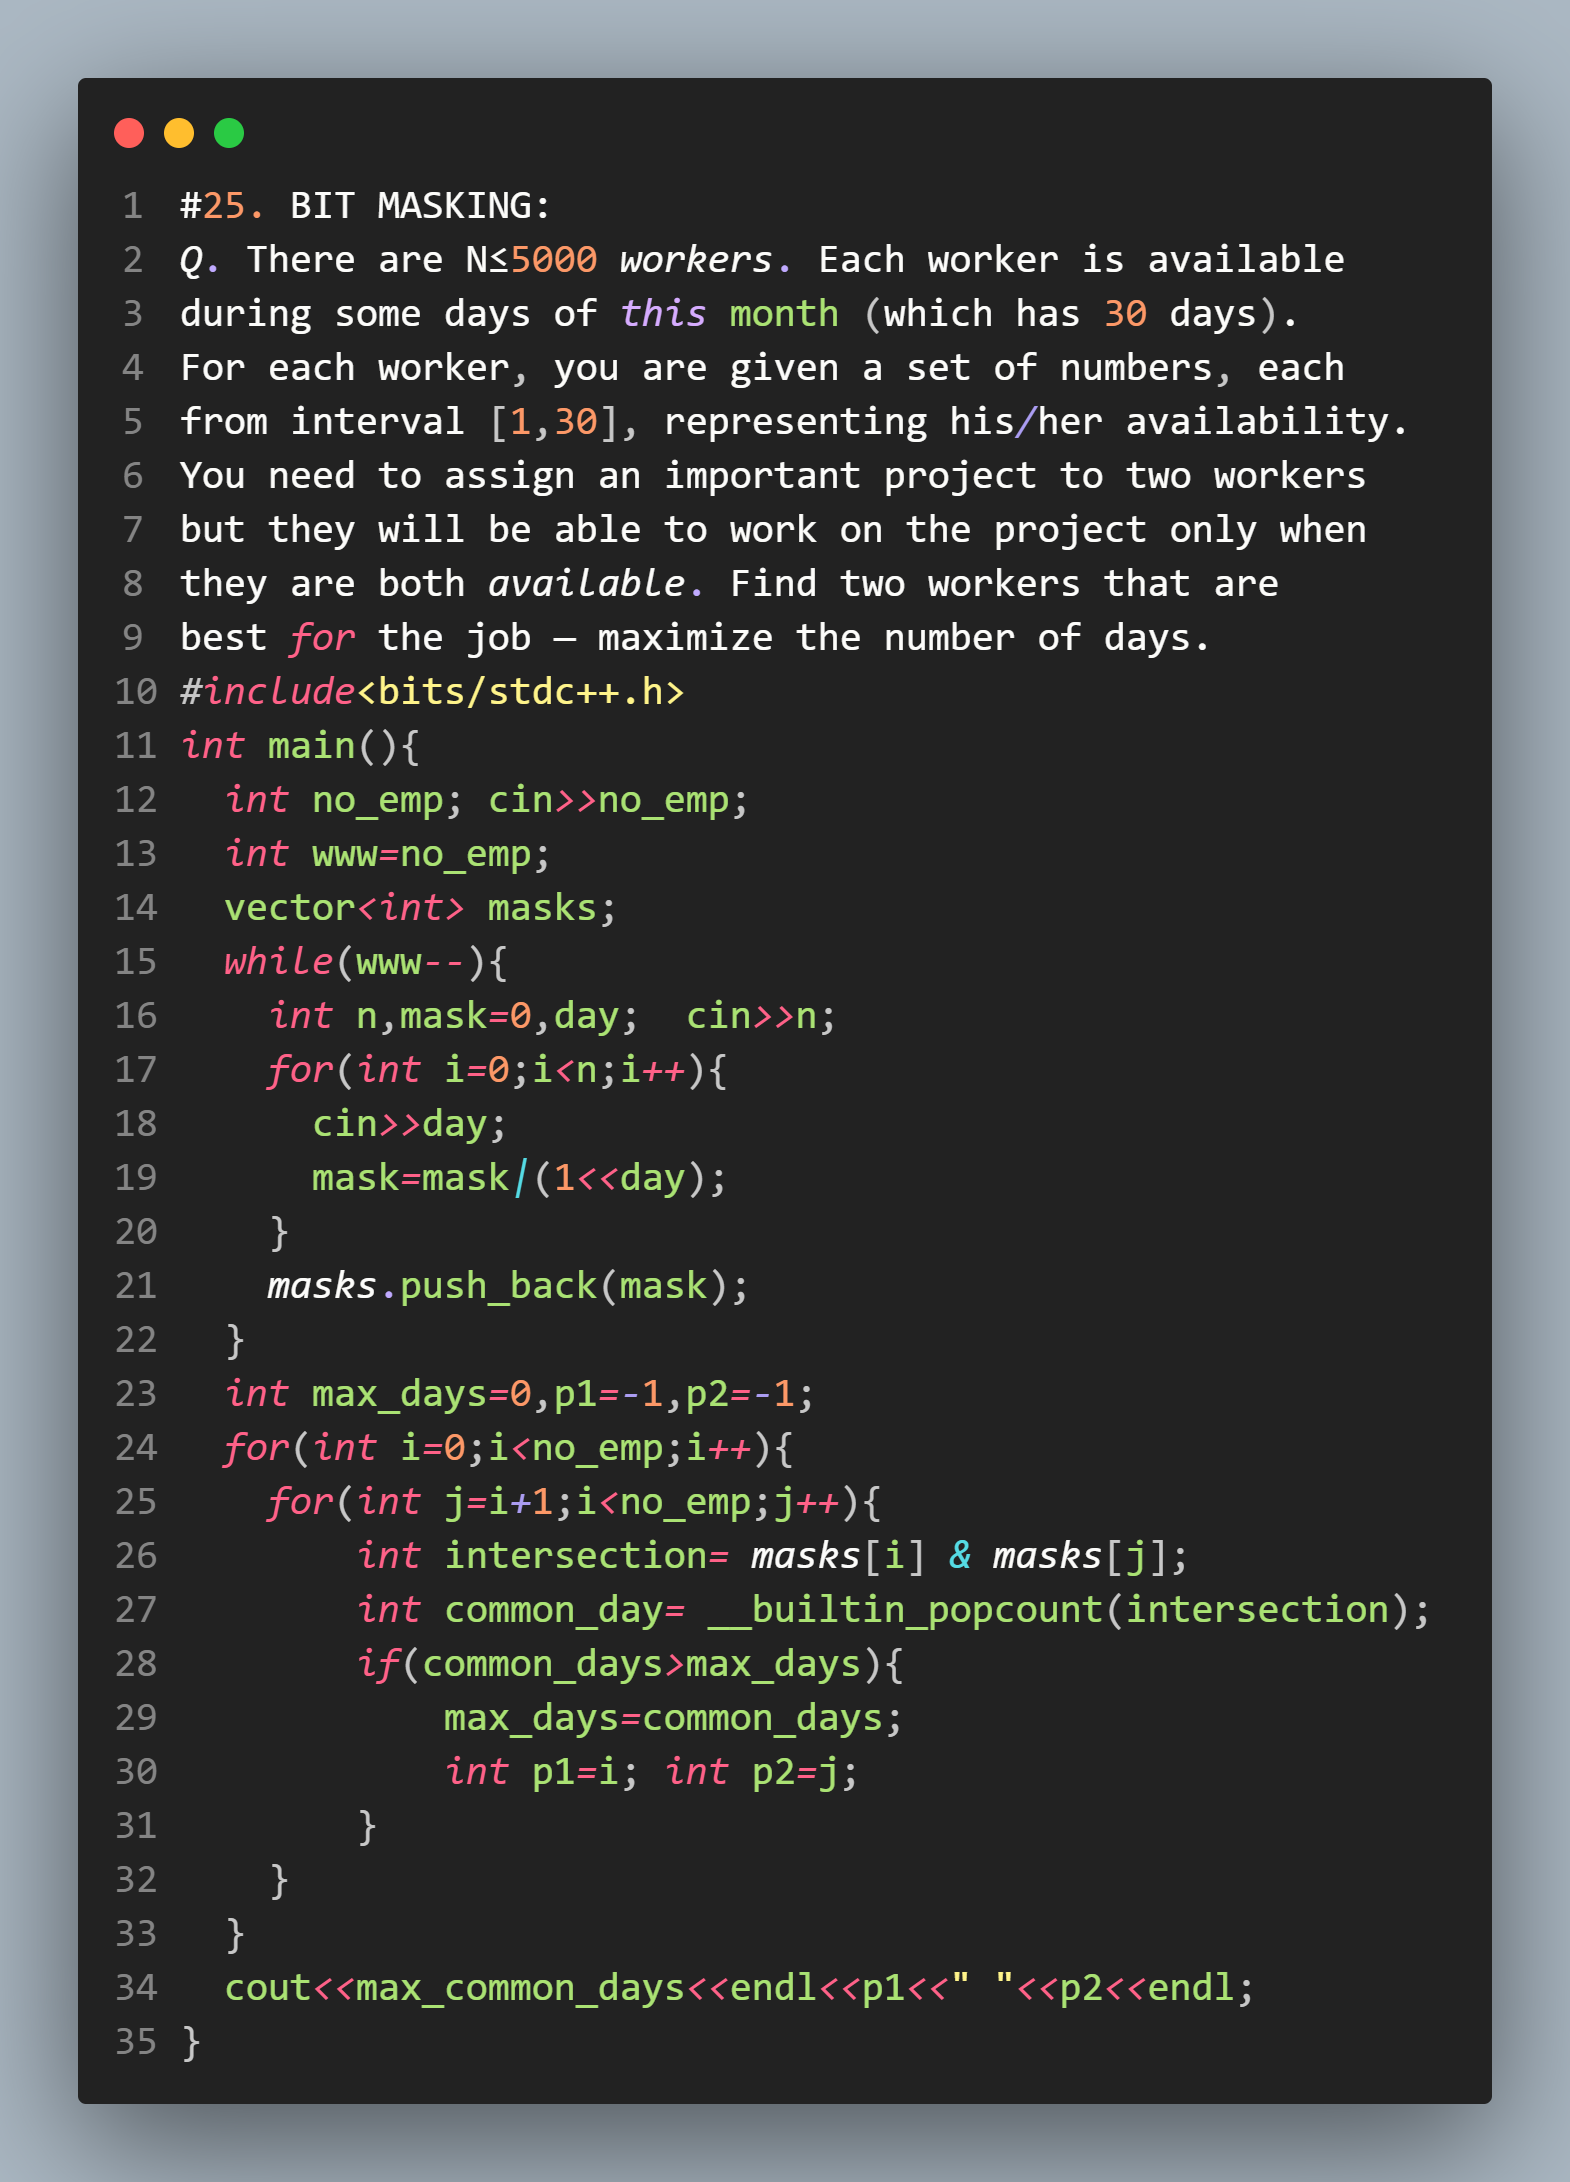 1 #25. BIT MASKING:
2 Q. There are N≤5000 workers. Each worker is available
3 during some days of this month (which has 30 days).
4 For each worker, you are given a set of numbers, each
5 from interval [1,30], representing his/her availability.
6 You need to assign an important project to two workers
7 but they will be able to work on the project only when
8 they are both available. Find two workers that are
9 best for the job — maximize the number of days.
10 #include<bits/stdc++.h>
11 int main(){
12   int no_emp; cin>>no_emp;
13   int www=no_emp;
14   vector<int> masks;
15   while(www--){
16     int n,mask=0,day;  cin>>n;
17     for(int i=0;i<n;i++){
18       cin>>day;
19       mask=mask|(1<<day);
20     }
21     masks.push_back(mask);
22   }
23   int max_days=0,p1=-1,p2=-1;
24   for(int i=0;i<no_emp;i++){
25     for(int j=i+1;i<no_emp;j++){
26         int intersection= masks[i] & masks[j];
27         int common_day= __builtin_popcount(intersection);
28         if(common_days>max_days){
29             max_days=common_days;
30             int p1=i; int p2=j;
31         }
32     }
33   }
34   cout<<max_common_days<<endl<<p1<<" "<<p2<<endl;
35 }